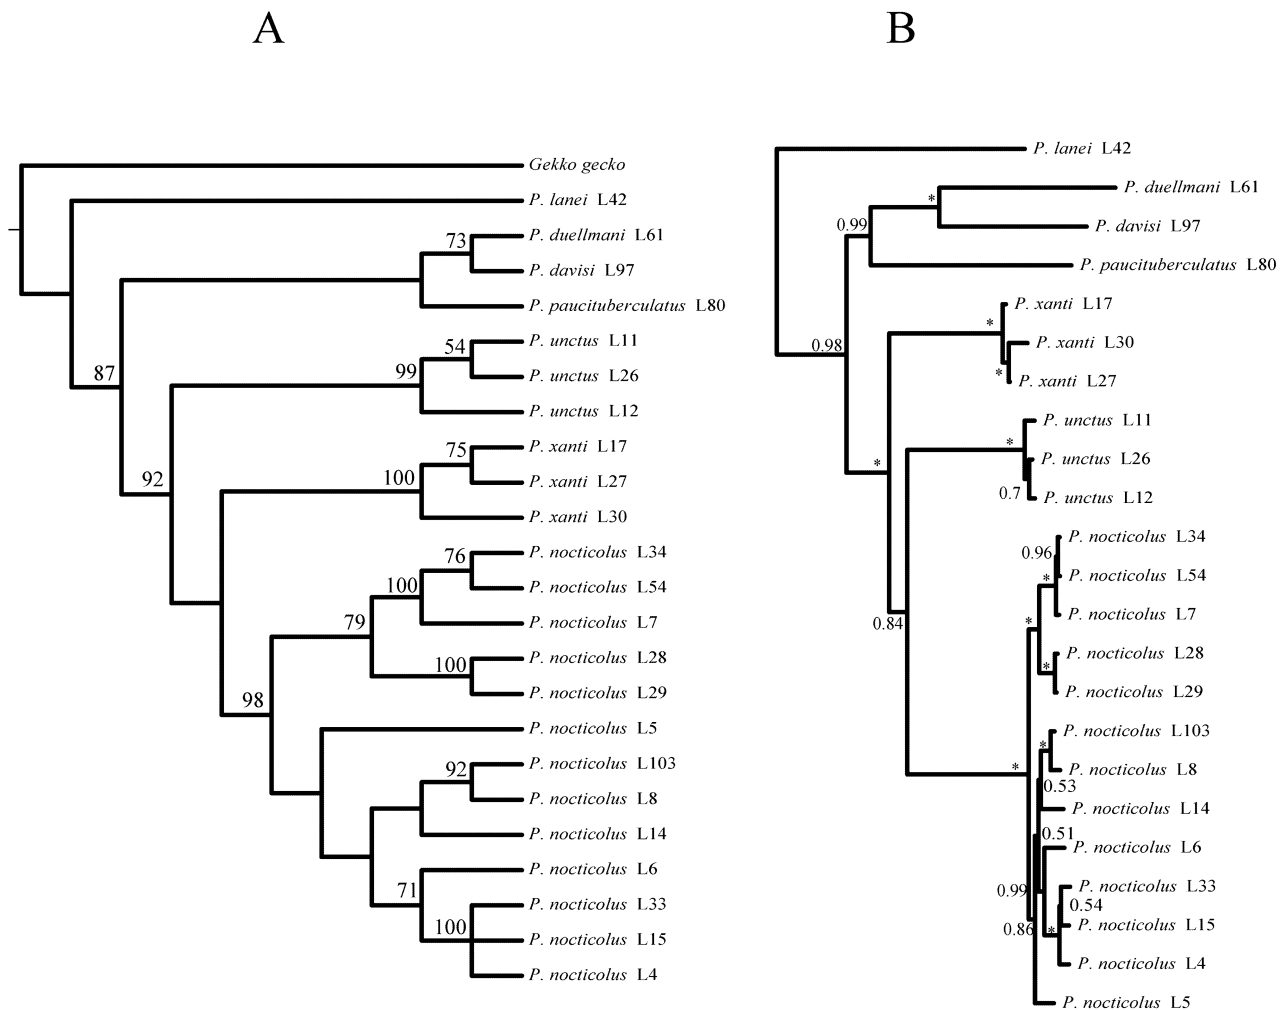 A
Gekko gecko
P. lanei L42
P. duellmani L61
73
P. davisi L97
P. paucituberculatus L80
P. unctus L11
54
99
P. unctus L26
87
P. unctus L12
P. xanti L17
75
100
P. xanti L27
92
P. xanti L30
P. nocticolus L34
76
100
P. nocticolus L54
79
P. nocticolus L7
P. nocticolus L28
100
P. nocticolus L29
98
P. nocticolus L5
P. nocticolus L103
92
P. nocticolus L8
P. nocticolus L14
P. nocticolus L6
71
P. nocticolus L33
100
P. nocticolus L15
P. nocticolus L4
B
P. lanei L42
P. duellmani L61
*
0.99
P. davisi L97
P. paucituberculatus L80
P. xanti L17
*
0.98
P. xanti L30
*
P. xanti L27
P. unctus L11
*
*
P. unctus L26
0.7
P. unctus L12
P. nocticolus L34
0.96
*
P. nocticolus L54
0.84
*
P. nocticolus L7
P. nocticolus L28
*
P. nocticolus L29
P. nocticolus L103
*
*
P. nocticolus L8
0.53
P. nocticolus L14
0.51
P. nocticolus L6
0.99
P. nocticolus L33
0.54
0.86
*
P. nocticolus L15
P. nocticolus L4
P. nocticolus L5